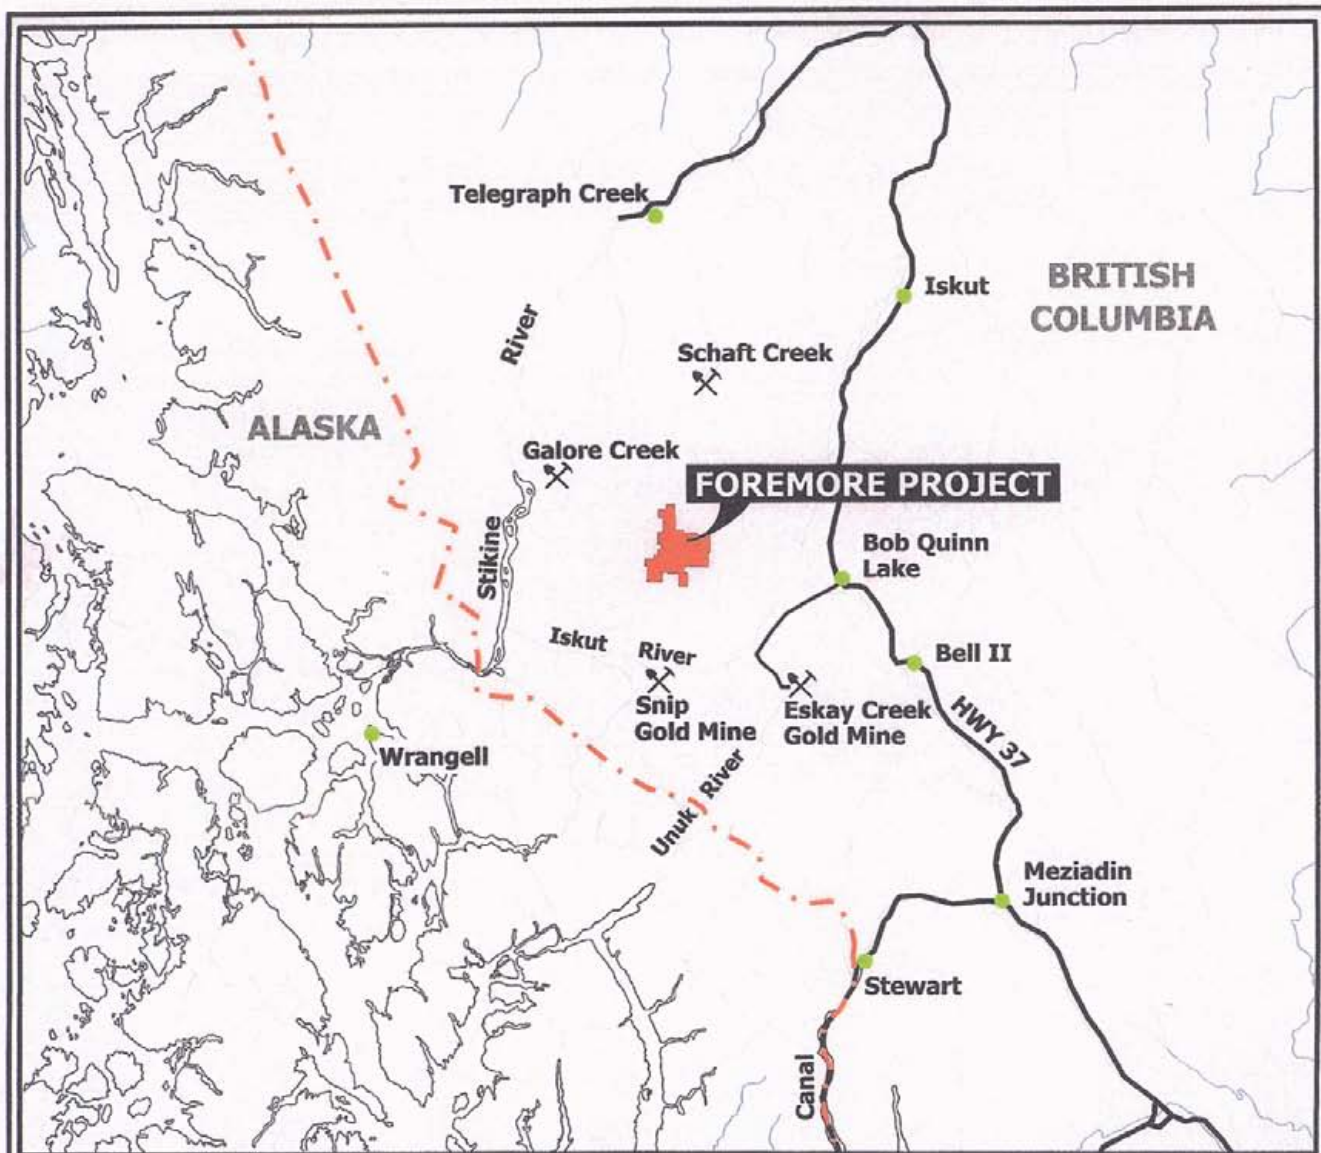 Telegraph Creek
Iskut
BRITISH
COLUMBIA
River
Schaft Creek
ALASKA
Galore Creek
FOREMORE PROJECT
Stikine
Bob Quinn
Lake
Iskut River
Bell II
Snip
Gold Mine
Eskay Creek
Gold Mine
HWY 37
Wrangell
Unuk River
Meziadin
Junction
Stewart
Canal